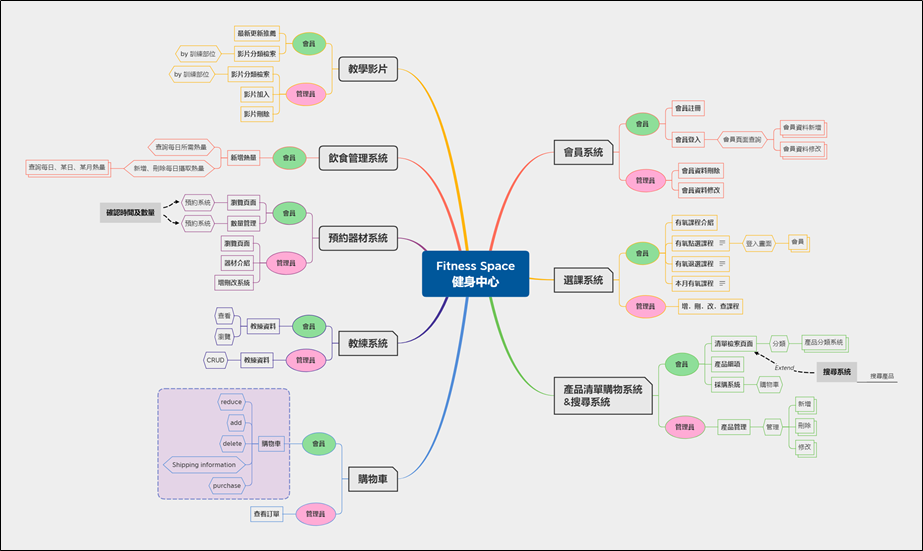 Fitness Space
健身中心
教學影片
會員
最新更新推薦
影片分類檢索
by 訓練部位
管理員
影片分類檢索
by 訓練部位
影片加入
影片刪除
飲食管理系統
會員
新增熱量
查詢每日所需熱量
新增、刪除每日攝取熱量
查詢每日、某日、某月熱量
預約器材系統
會員
瀏覽頁面
預約系統
數量管理
預約系統
確認時間及數量
管理員
瀏覽頁面
器材介紹
增刪改系統
教練系統
會員
教練資料
查看
瀏覽
管理員
教練資料
CRUD
購物車
會員
購物車
reduce
add
delete
Shipping information
purchase
管理員
查看訂單
會員系統
會員
會員註冊
會員登入
會員頁面查詢
會員資料新增
會員資料修改
管理員
會員資料刪除
會員資料修改
選課系統
會員
有氧課程介紹
有氧點選課程
登入畫面
會員
有氧退選課程
本月有氧課程
管理員
增．刪．改．查課程
產品清單購物系統
&搜尋系統
會員
清單檔案頁面
分類
產品分類系統
產品細項
採購系統
購物車
Extend
搜尋系統
搜尋產品
管理員
產品管理
管理
新增
刪除
修改